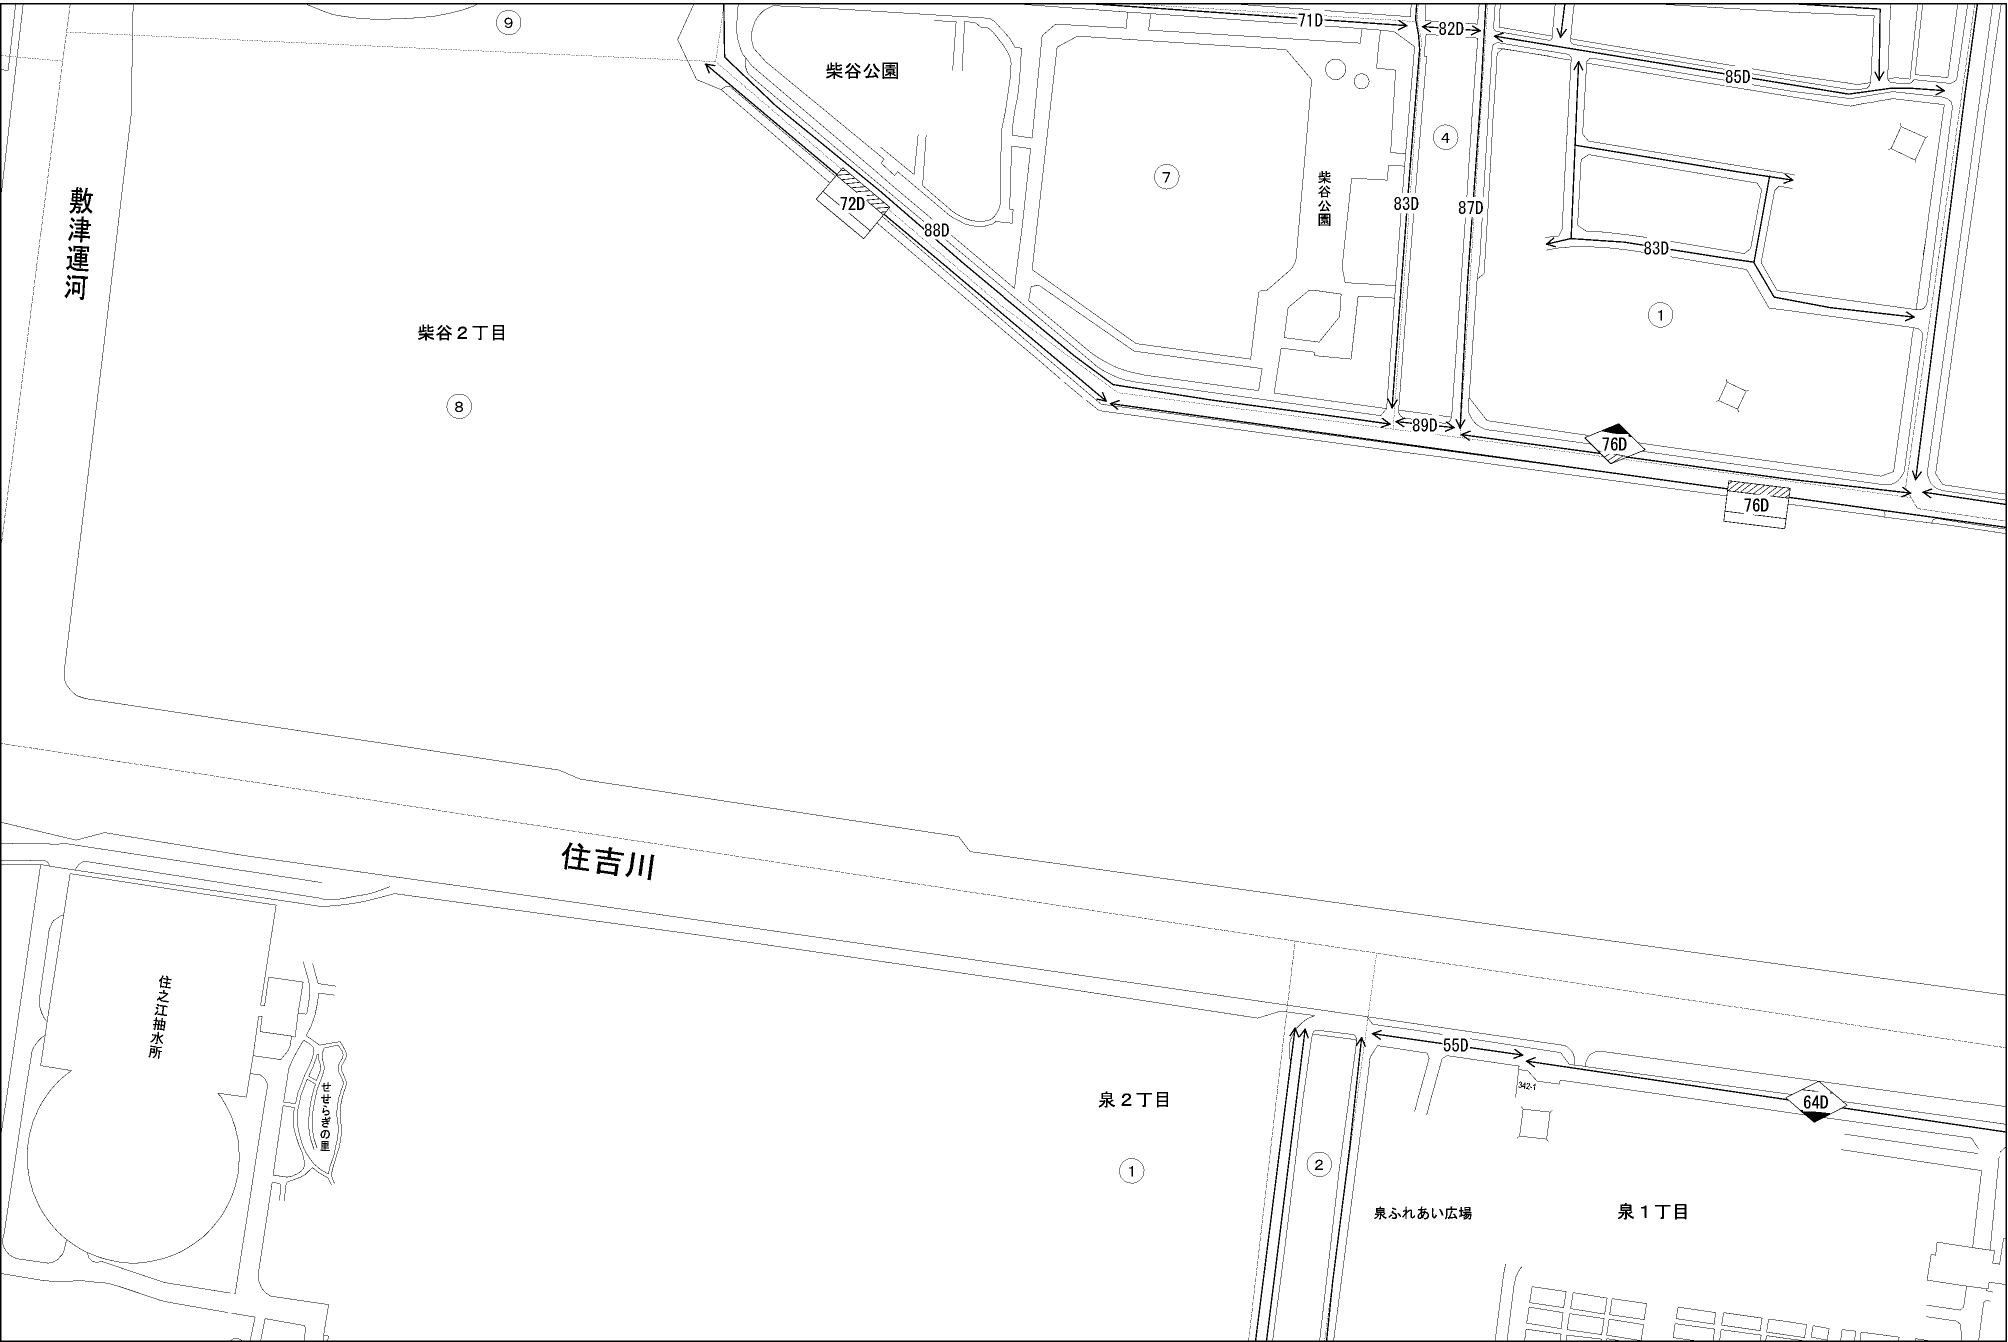 ⑨
71D
82D
柴谷公園
85D
④
⑦
柴谷公園
敷津運河
72D
83D
87D
88D
83D
①
柴谷2丁目
⑧
89D
76D
76D
住吉川
住之江抽水所
せせらぎの里
55D
342-1
64D
泉2丁目
①
②
泉ふれあい広場
泉1丁目